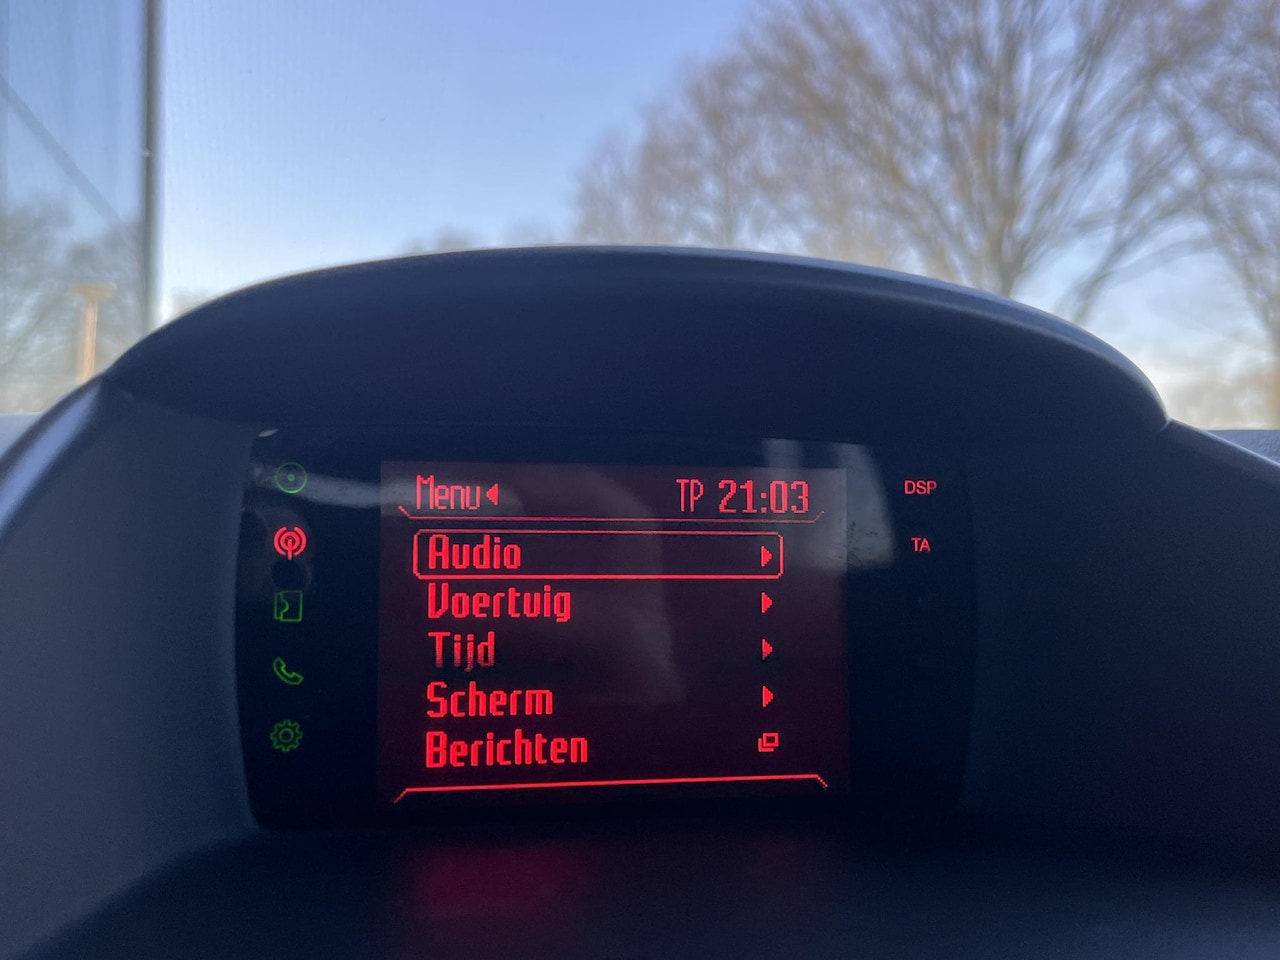 Menu
TP 21:03
Audio
Voertuig
Tijd
Scherm
Berichten
DSP
TA